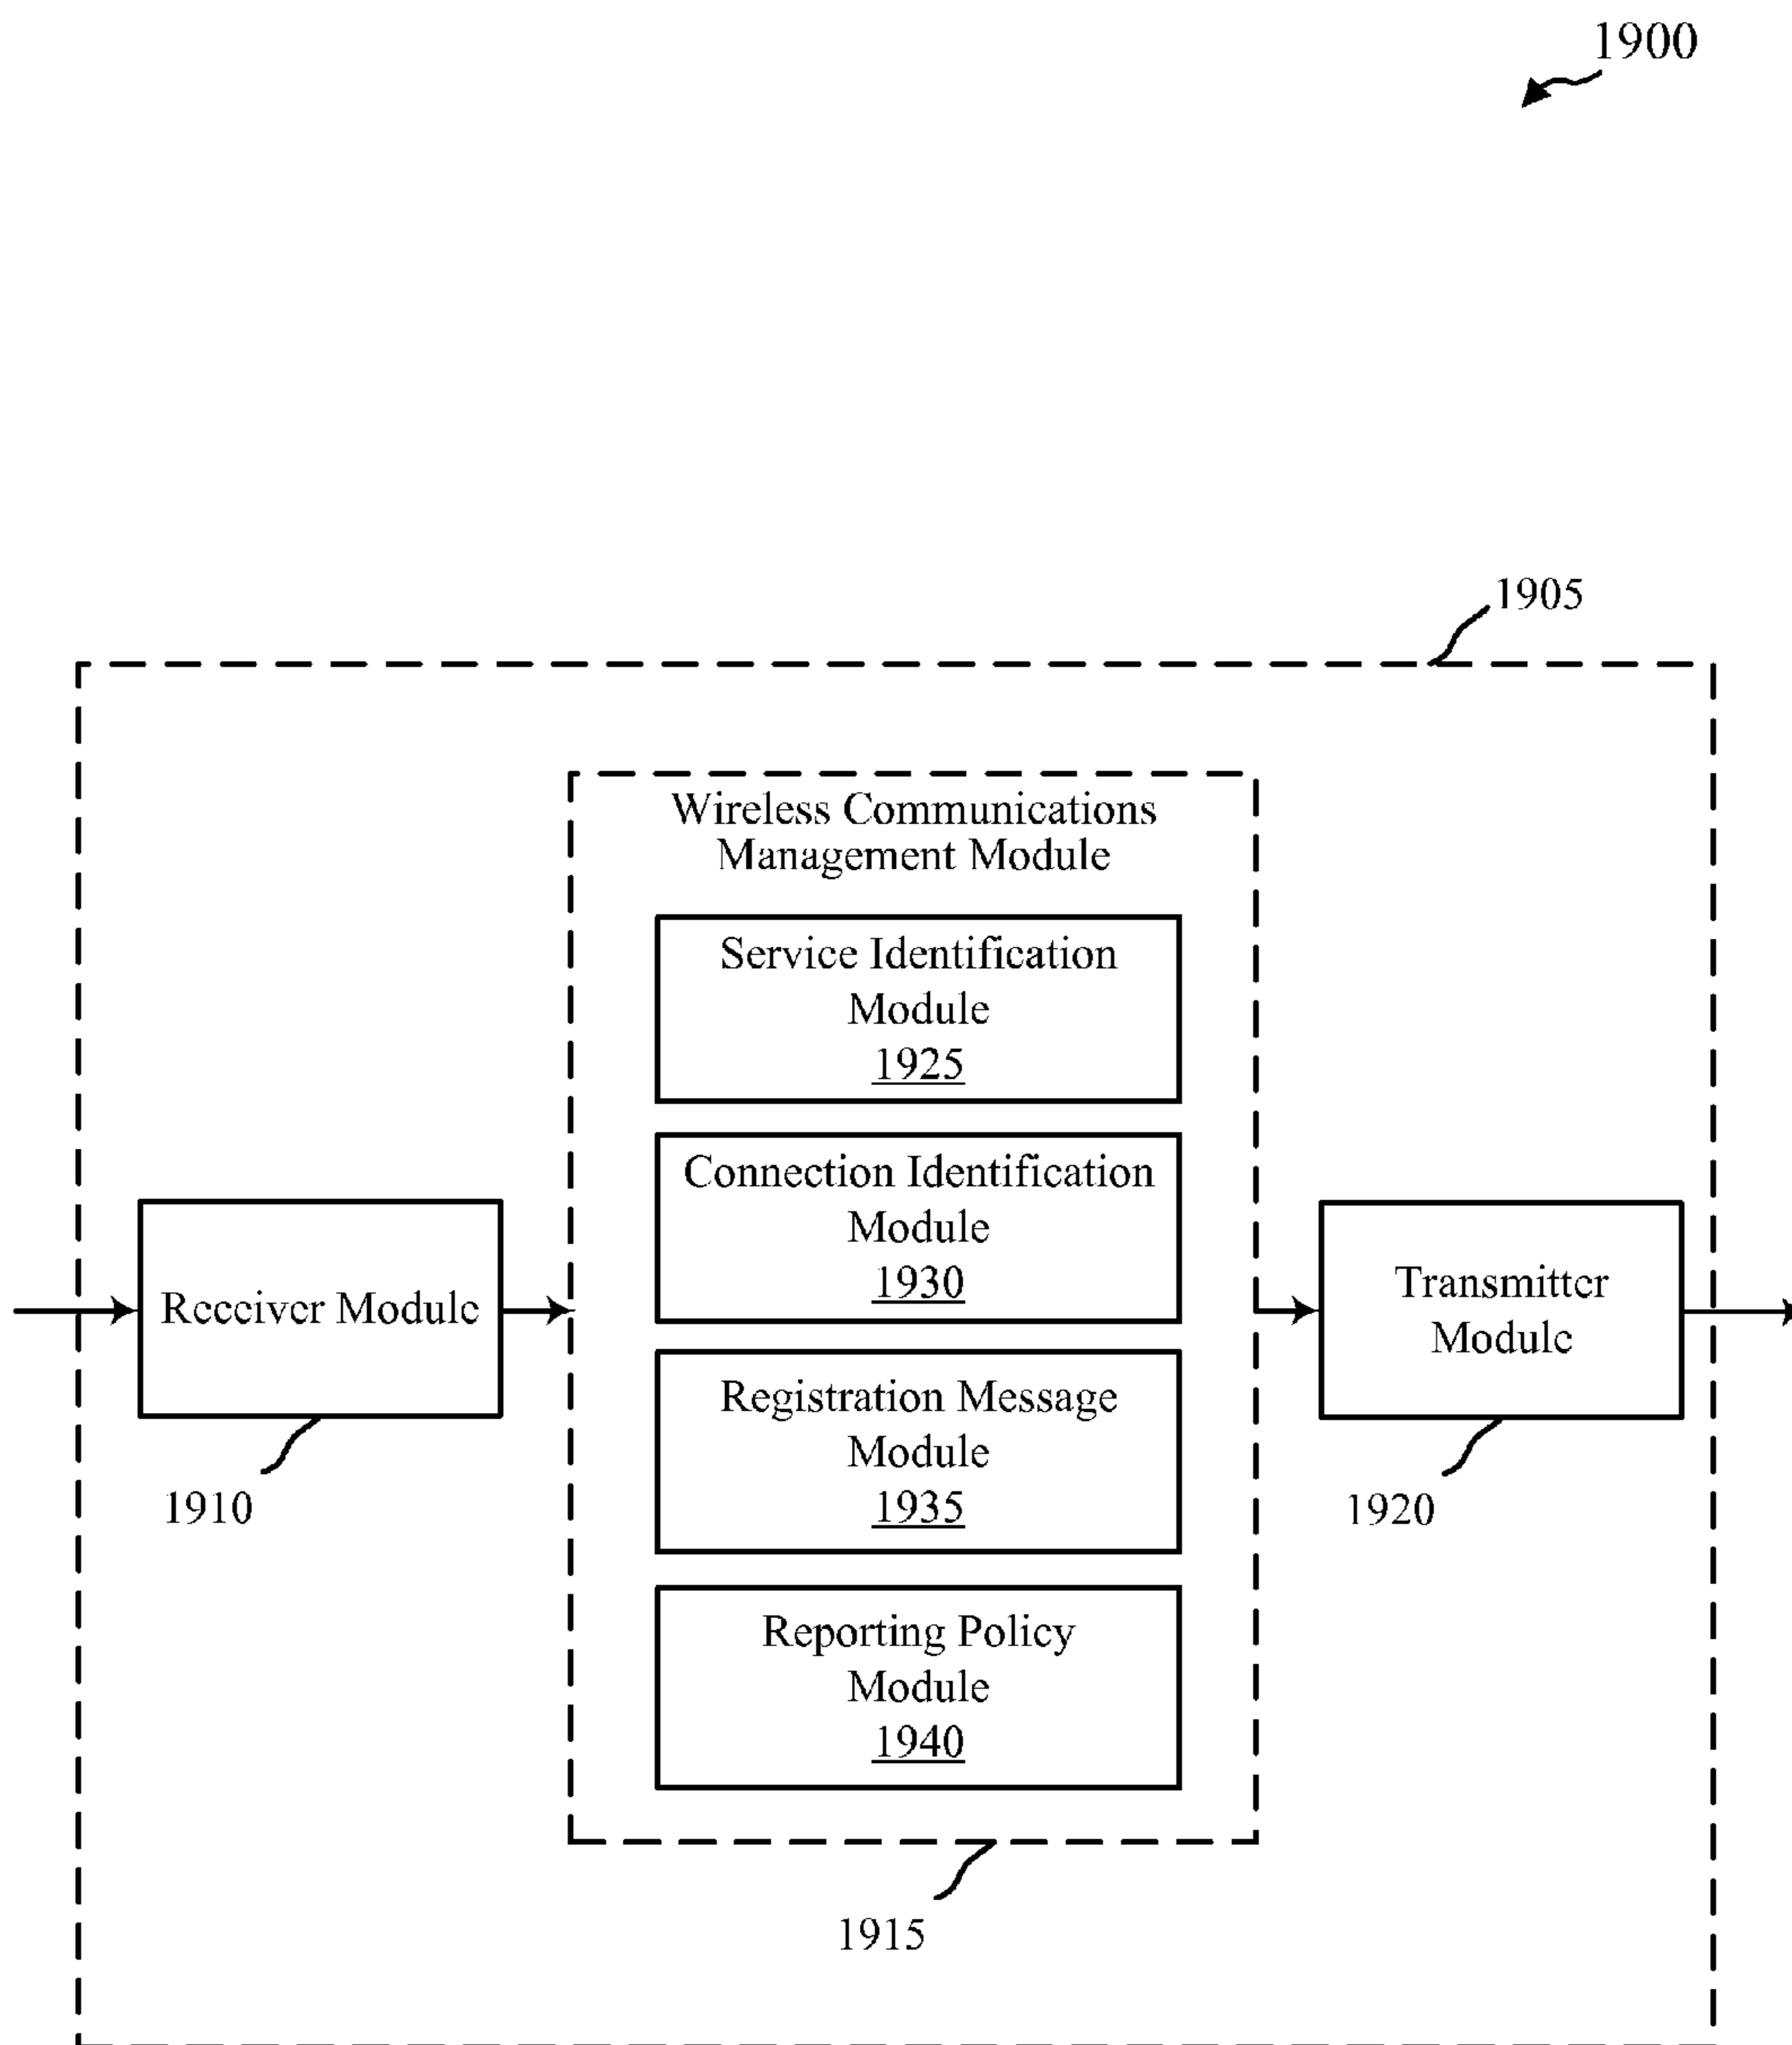 1900
1905
Wireless Communications
Management Module
Service Identification
Module
1925
Connection Identification
Module
1930
Receiver Module
Transmitter
Module
Registration Message
Module
1935
1910
1920
Reporting Policy
Module
1940
1915